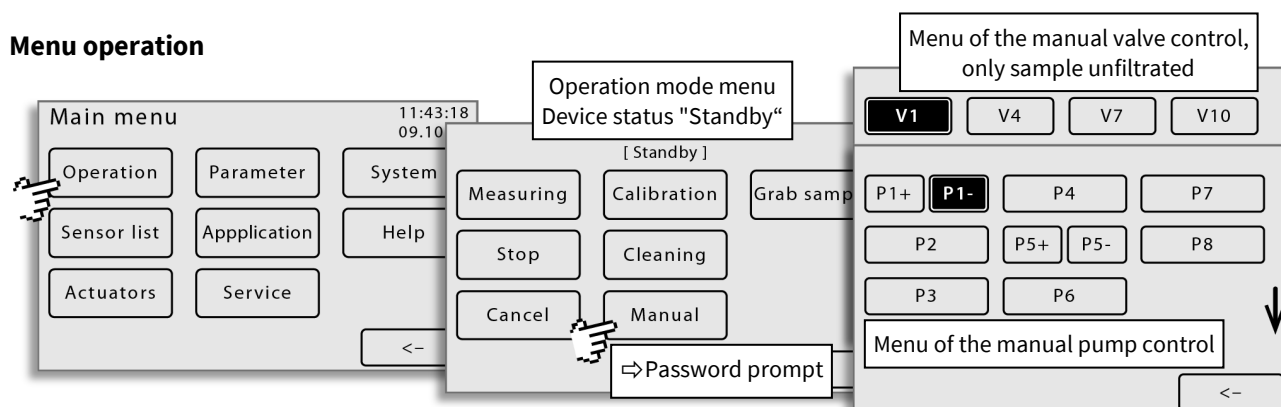 Menu operation
Main menu
11:43:18
09.10
Operation
Parameter
System
Sensor list
Appplication
Help
Actuators
Service
<–
Operation mode menu
Device status "Standby“
[ Standby ]
Measuring
Calibration
Grab samp
Stop
Cleaning
Cancel
Manual
⇨Password prompt
Menu of the manual valve control,
only sample unfiltrated
V1
V4
V7
V10
P1+
P1-
P4
P7
P2
P5+
P5-
P8
P3
P6
Menu of the manual pump control
<–